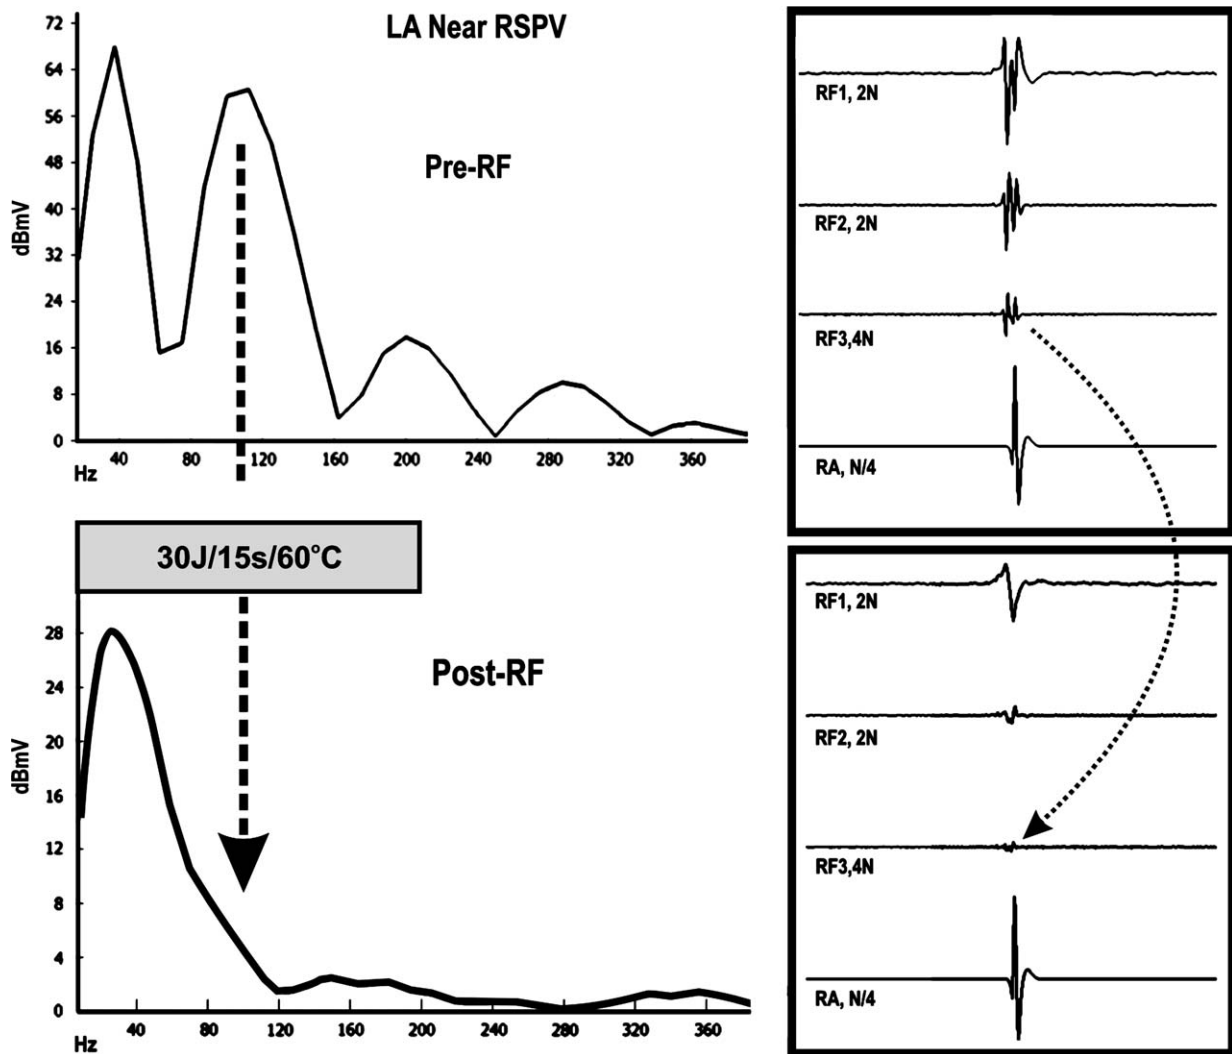 LA Near RSPV
Pre-RF
dBmV
72
64
56
48
40
32
24
16
8
0
Hz
40
80
120
160
200
240
280
320
360
RF1, 2N
RF2, 2N
RF3,4N
RA, N/4
30J/15s/60°C
Post-RF
dBmV
28
24
20
16
12
8
4
0
Hz
40
80
120
160
200
240
280
320
360
RF1, 2N
RF2, 2N
RF3,4N
RA, N/4